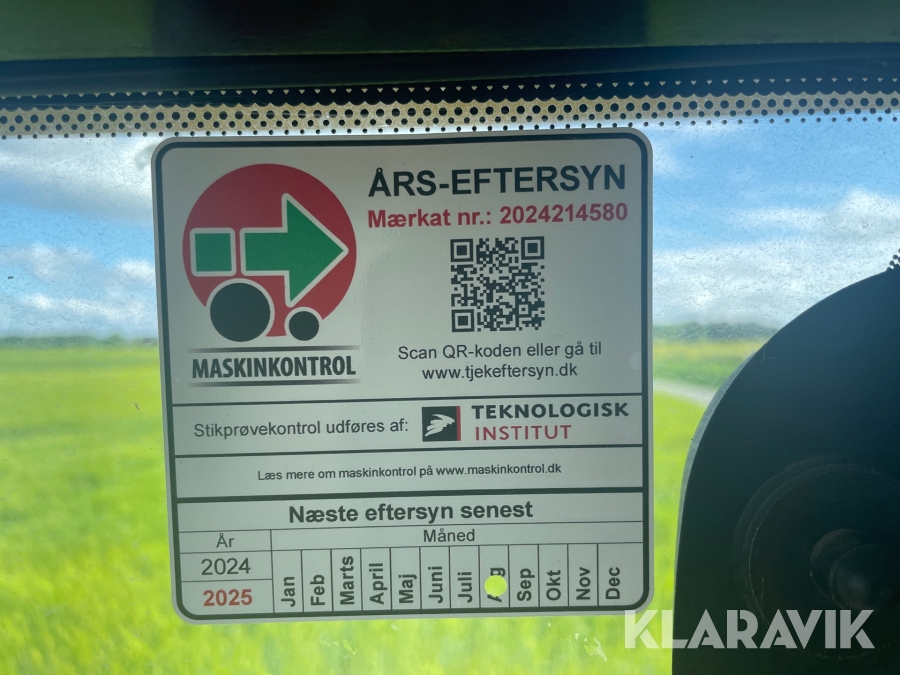 ÅRS-EFTERSYN
Mærkat nr.: 2024214580
MASKINKONTROL
Scan QR-koden eller gå til
www.tjekeftersyn.dk
Stikprøvekontrol udføres af: TEKNOLOGISK
INSTITUT
Læs mere om maskinkontrol på www.maskinkontrol.dk
Næste eftersyn senest
År Måned
2024
2025
Jan Feb Marts April Maj Juni Juli Aug Sep Okt Nov Dec
KLARAVIK